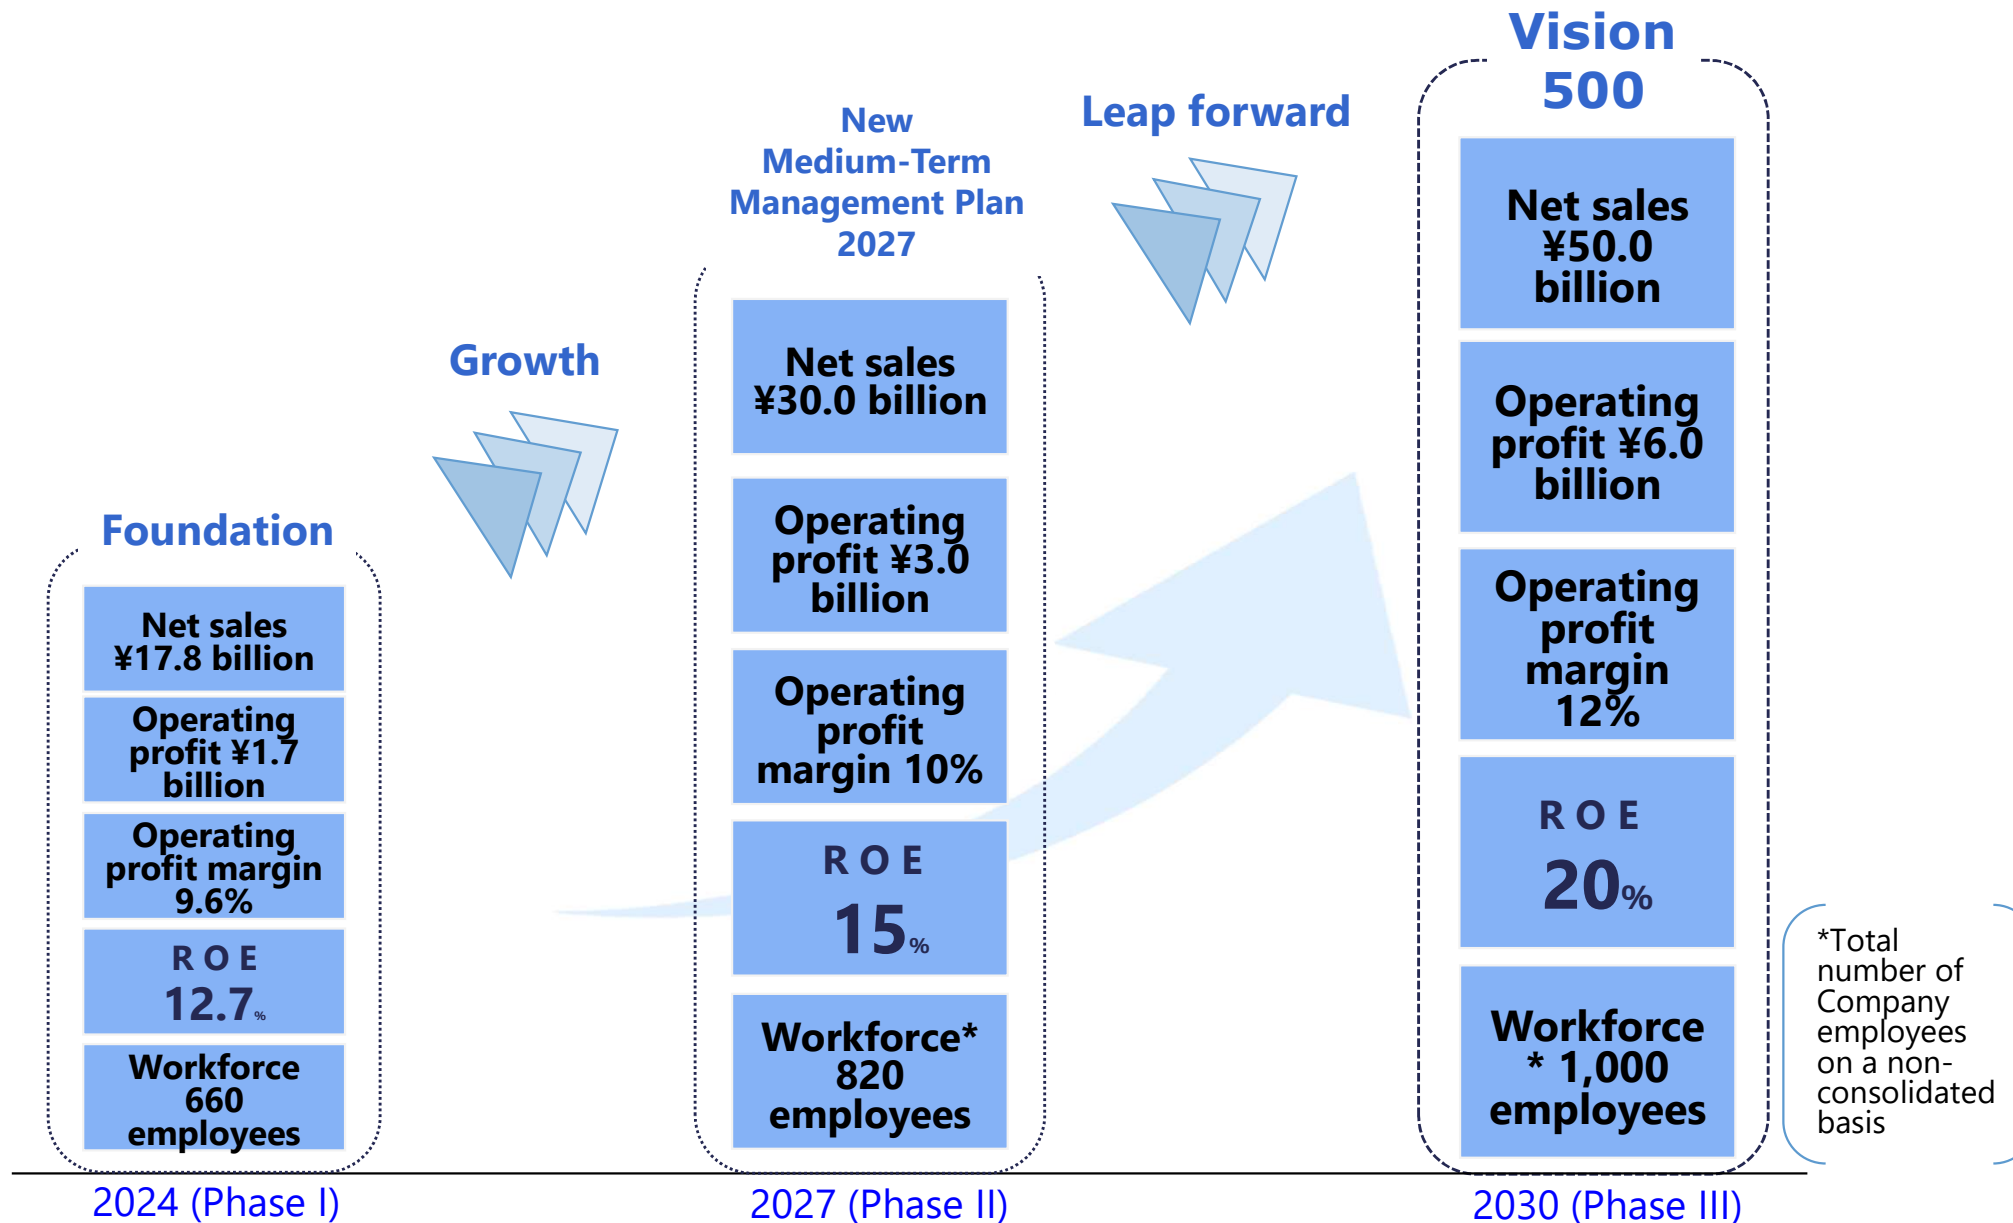 Foundation
Net sales
¥17.8 billion
Operating
profit ¥1.7
billion
Operating
profit margin
9.6%
ROE
12.7%
Workforce
660
employees
2024 (Phase I)
Growth
New
Medium-Term
Management Plan
2027
Net sales
¥30.0 billion
Operating
profit ¥3.0
billion
Operating
profit
margin 10%
ROE
15%
Workforce*
820
employees
2027 (Phase II)
Leap forward
Vision
500
Net sales
¥50.0
billion
Operating
profit ¥6.0
billion
Operating
profit
margin
12%
ROE
20%
Workforce
* 1,000
employees
2030 (Phase III)
*Total
number of
Company
employees
on a non-
consolidated
basis